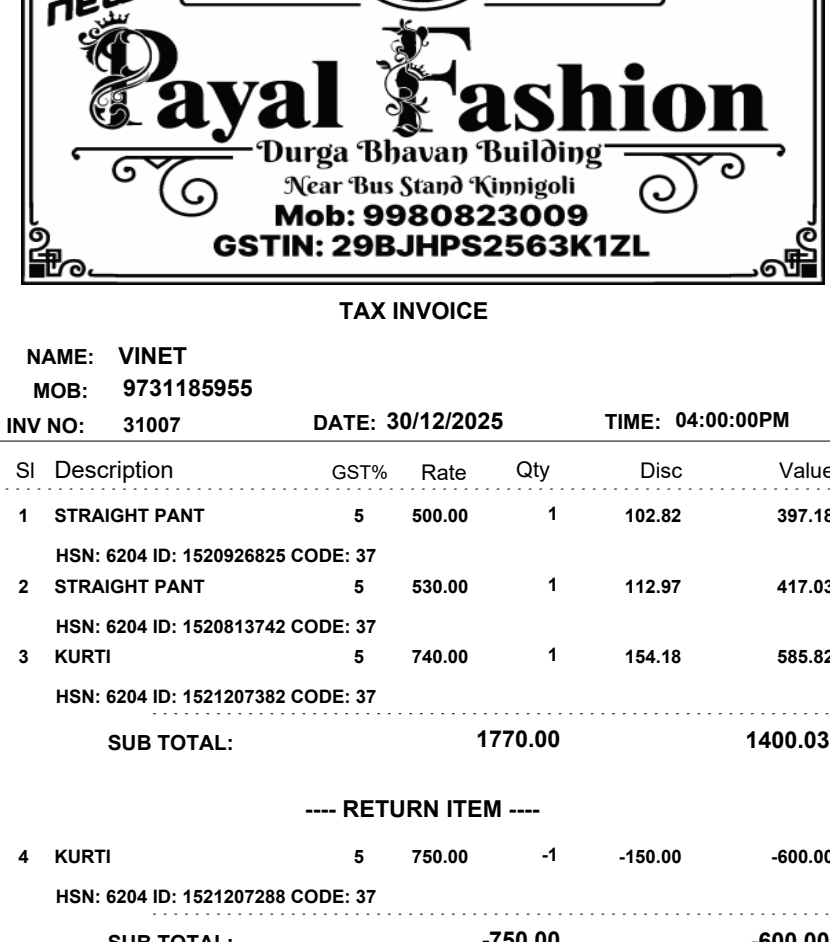 new
Payal Fashion
Durga Bhavan Building
Near Bus Stand Kinnigoli
Mob: 9980823009
GSTIN: 29BJHPS2563K1ZL
TAX INVOICE
NAME: VINET
MOB: 9731185955
INV NO: 31007 DATE: 30/12/2025 TIME: 04:00:00PM
Sl Description GST% Rate Qty Disc Value
1 STRAIGHT PANT 5 500.00 1 102.82 397.18
HSN: 6204 ID: 1520926825 CODE: 37
2 STRAIGHT PANT 5 530.00 1 112.97 417.03
HSN: 6204 ID: 1520813742 CODE: 37
3 KURTI 5 740.00 1 154.18 585.82
HSN: 6204 ID: 1521207382 CODE: 37
SUB TOTAL: 1770.00 1400.03
---- RETURN ITEM ----
4 KURTI 5 750.00 -1 -150.00 -600.00
HSN: 6204 ID: 1521207288 CODE: 37
SUB TOTAL: -750.00 -600.00